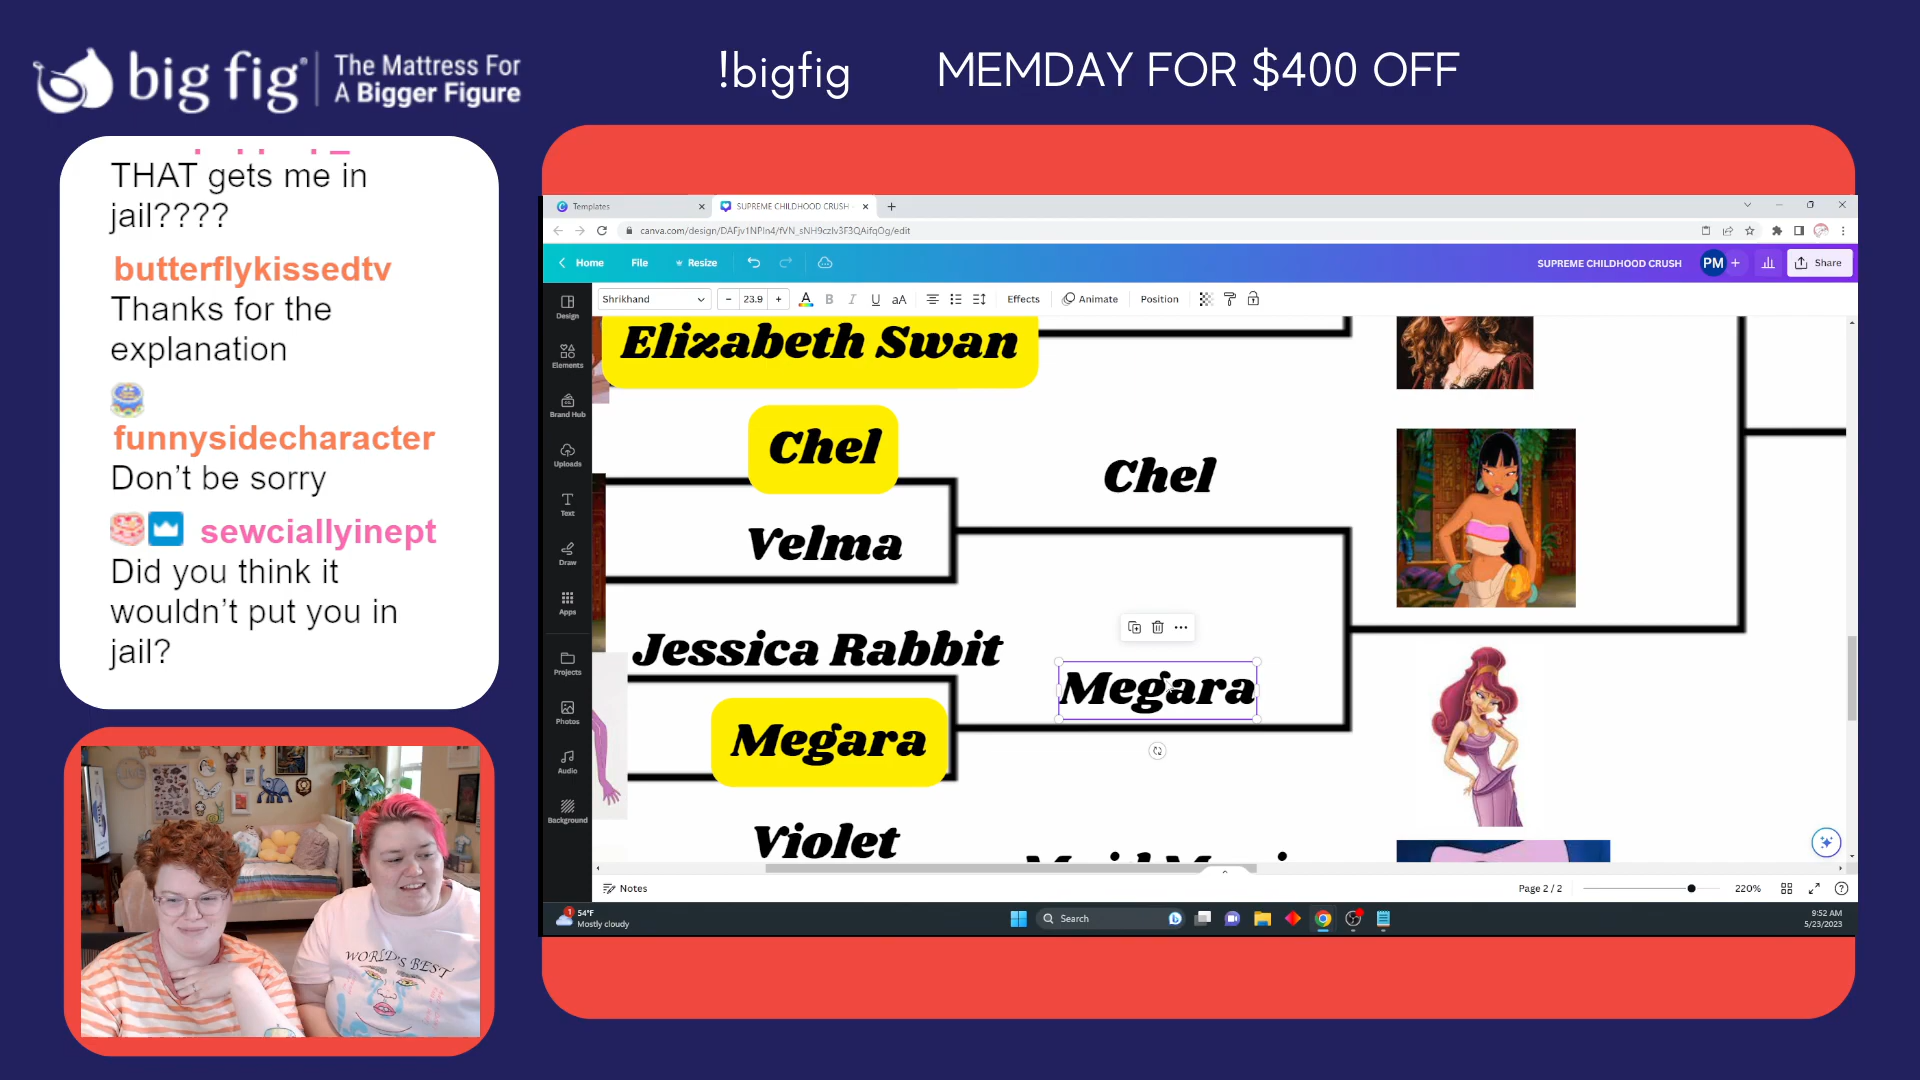 big fig
The Mattress For
A Bigger Figure
!bigfig
MEMDAY FOR $400 OFF
THAT gets me in
jail????
butterflykissedtv
Thanks for the
explanation
funnysidecharacter
Don't be sorry
sewciallyinept
Did you think it
wouldn't put you in
jail?
Templates
SUPREME CHILDHOOD CRUSH
Home
File
Resize
SUPREME CHILDHOOD CRUSH
PM
Share
Shrikhand
23.9
Effects
Animate
Position
Design
Elements
Brand Hub
Uploads
Text
Draw
Apps
Projects
Photos
Audio
Background
Elizabeth Swan
Chel
Chel
Velma
Jessica Rabbit
Megara
Megara
Violet
Notes
Page 2 / 2
220%
54°F
Mostly cloudy
Search
9:52 AM
5/23/2023
WORLD'S BEST